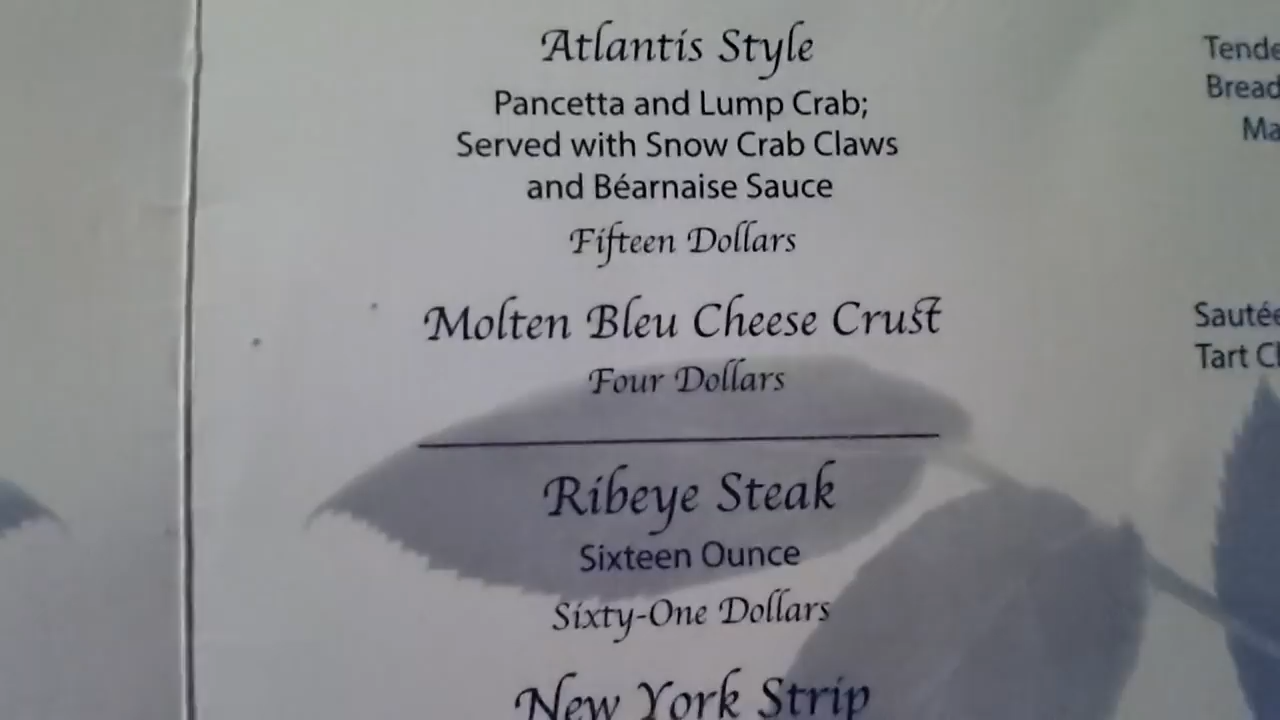 Atlantis Style
Pancetta and Lump Crab;
Served with Snow Crab Claws
and Béarnaise Sauce
Fifteen Dollars
Molten Bleu Cheese Crust
Four Dollars
Ribeye Steak
Sixteen Ounce
Sixty-One Dollars
New York Strip
Tart